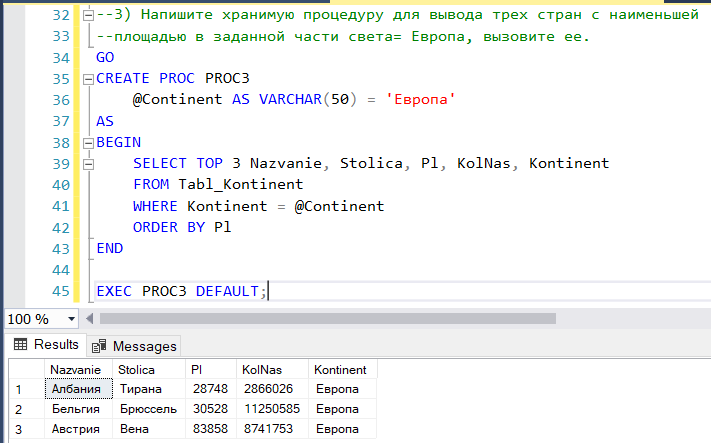 32 --3) Напишите хранимую процедуру для вывода трех стран с наименьшей
33 --площадью в заданной части света= Европа, вызовите ее.
34 GO
35 CREATE PROC PROC3
36 @Continent AS VARCHAR(50) = 'Европа'
37 AS
38 BEGIN
39 SELECT TOP 3 Nazvanie, Stolica, Pl, KolNas, Kontinent
40 FROM Tabl_Kontinent
41 WHERE Kontinent = @Continent
42 ORDER BY Pl
43 END
44
45 EXEC PROC3 DEFAULT;
100 %
Results Messages
Nazvanie Stolica Pl KolNas Kontinent
1 Албания Тирана 28748 2866026 Европа
2 Бельгия Брюссель 30528 11250585 Европа
3 Австрия Вена 83858 8741753 Европа